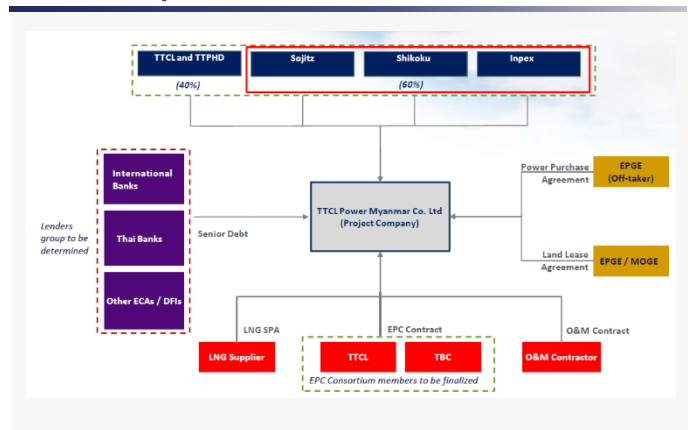 TTCL and TTPHD
Sojitz
Shikoku
Inpex
(40%)
(60%)
International
Banks
Thai Banks
Other ECAs / DFIs
Lenders
group to be
determined
Senior Debt
TTCL Power Myanmar Co. Ltd
(Project Company)
Power Purchase
Agreement
EPGE
(Off-taker)
Land Lease
Agreement
EPGE / MOGE
LNG SPA
EPC Contract
O&M Contract
LNG Supplier
TTCL
TBC
O&M Contractor
EPC Consortium members to be finalized